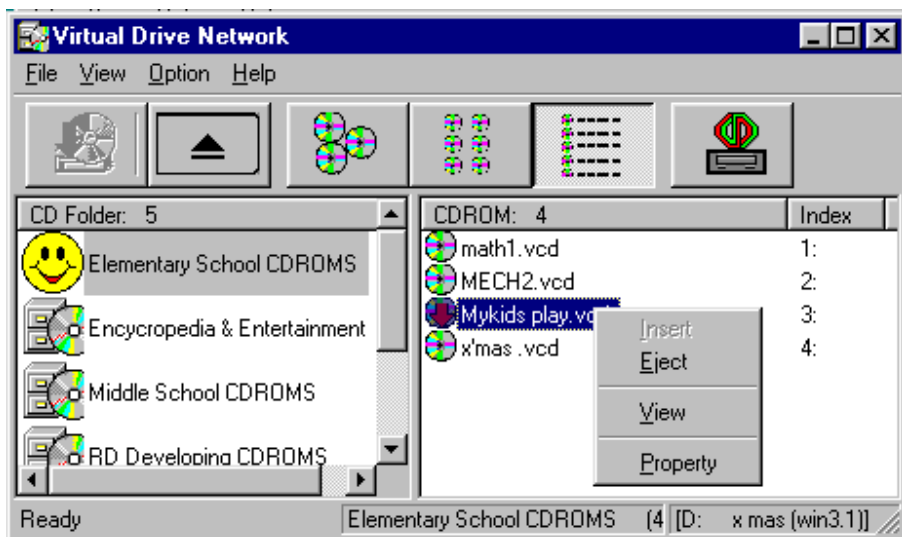 Virtual Drive Network
File View Option Help
CD Folder: 5
Elementary School CDROMS
Encycropedia & Entertainment
Middle School CDROMS
RD Developing CDROMS
CDROM: 4 Index
math1.vcd 1:
MECH2.vcd 2:
Mykids play.vcd 3:
x'mas .vcd 4:
Insert
Eject
View
Property
Ready
Elementary School CDROMS (4
[D: x mas (win3.1)]